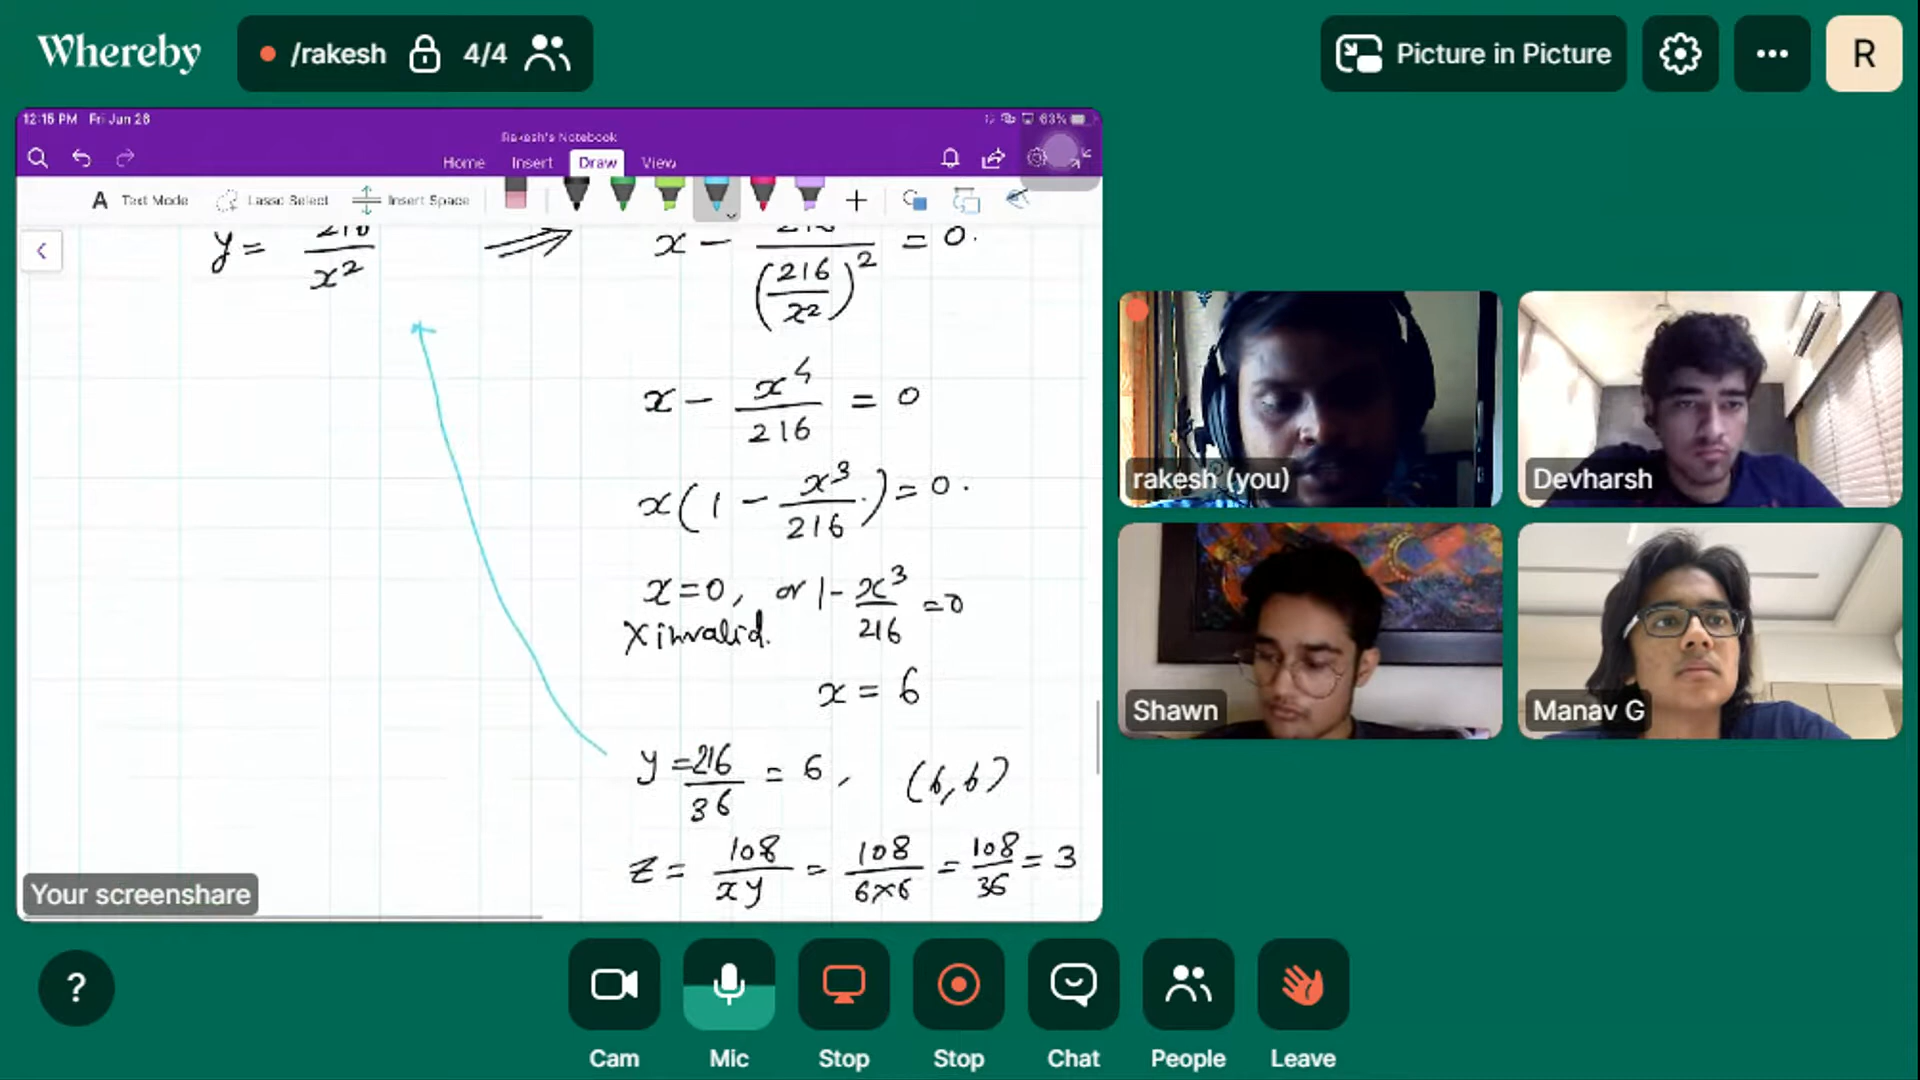 Whereby
/rakesh 4/4
Picture in Picture
R
12:15 PM Fri Jun 28
63%
Rakesh's Notebook
Home Insert Draw View
A Text Mode Lasso Select Insert Space
y = 216/x²  ⟹  x − 216/(216/x²)² = 0.
x − x⁴/216 = 0
x(1 − x³/216.) = 0.
x = 0, or 1 − x³/216 = 0
X invalid.
x = 6
y = 216/36 = 6, (6,6)
z = 108/xy = 108/6×6 = 108/36 = 3
Your screenshare
rakesh (you)
Devharsh
Shawn
Manav G
?
Cam Mic Stop Stop Chat People Leave